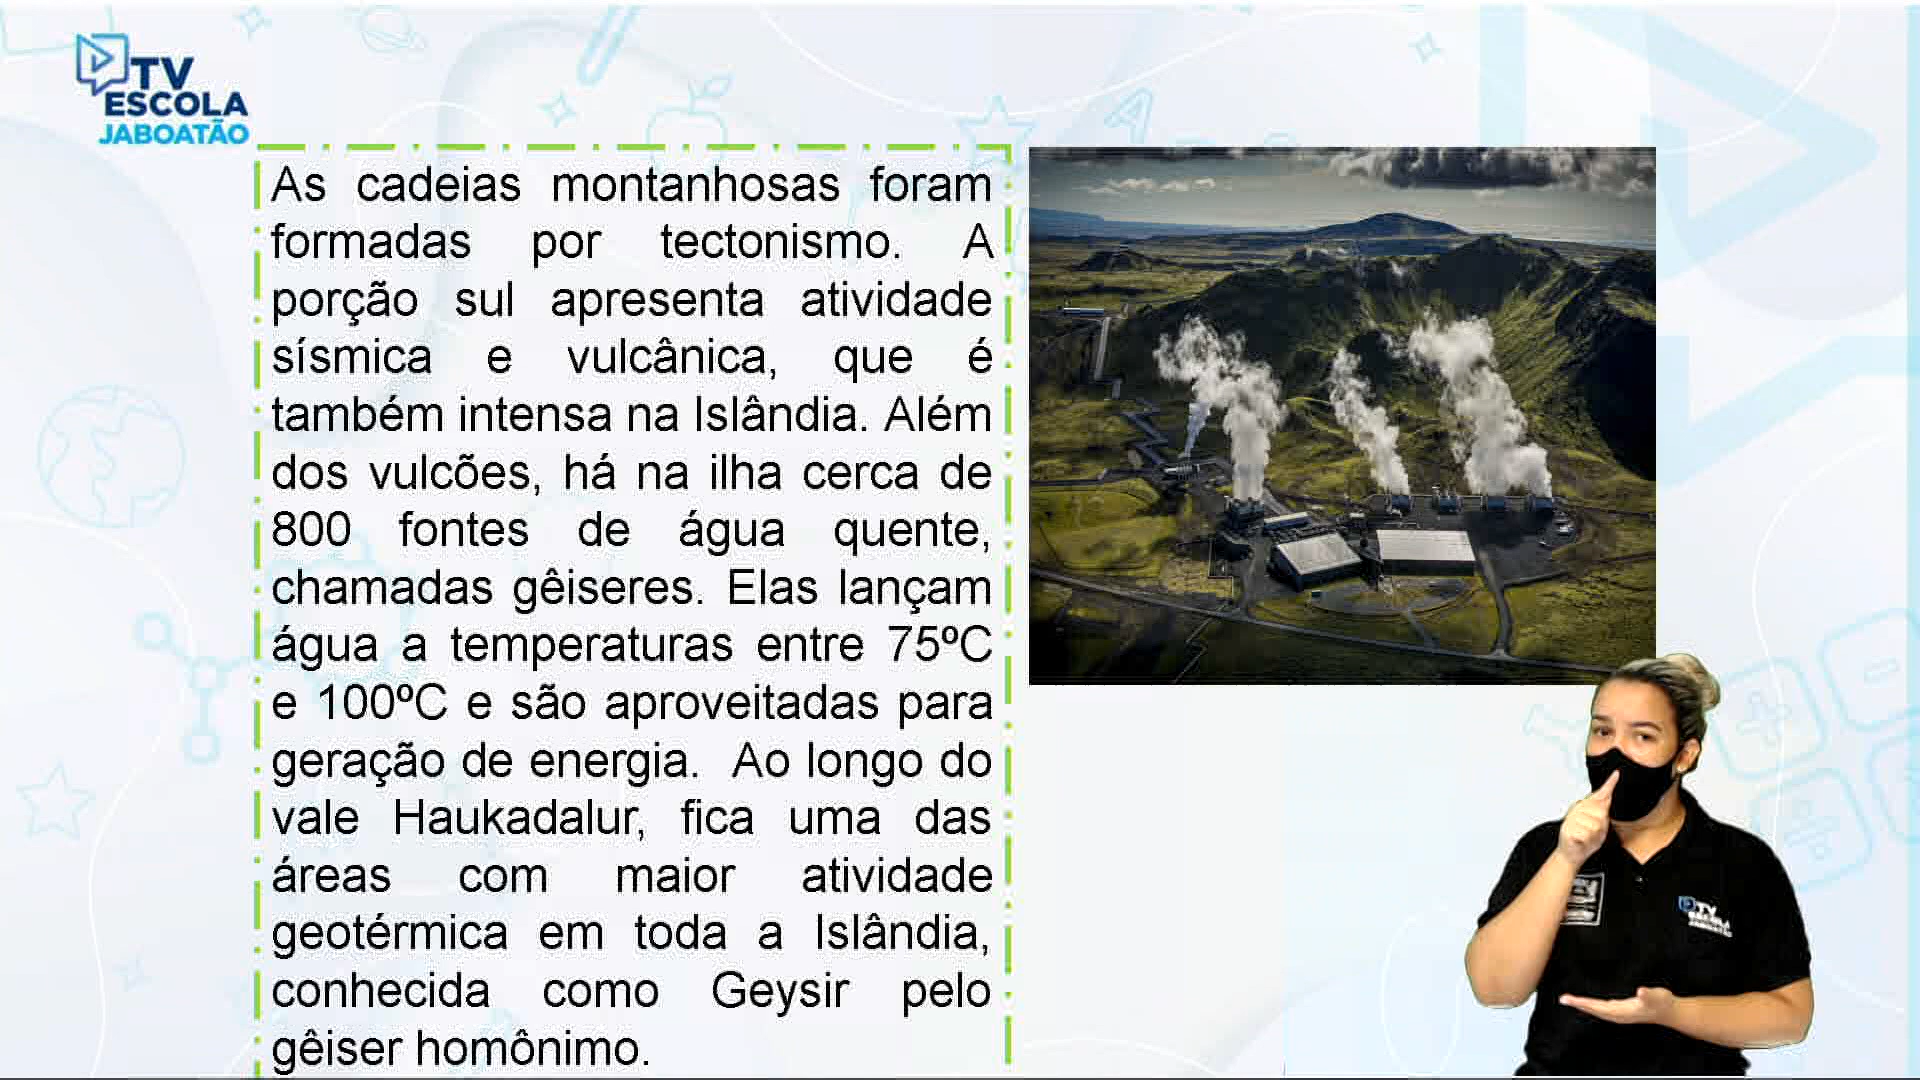 TV
ESCOLA
JABOATÃO
As cadeias montanhosas foram
formadas por tectonismo. A
porção sul apresenta atividade
sísmica e vulcânica, que é
também intensa na Islândia. Além
dos vulcões, há na ilha cerca de
800 fontes de água quente,
chamadas gêiseres. Elas lançam
água a temperaturas entre 75ºC
e 100ºC e são aproveitadas para
geração de energia. Ao longo do
vale Haukadalur, fica uma das
áreas com maior atividade
geotérmica em toda a Islândia,
conhecida como Geysir pelo
gêiser homônimo.
TV
ESCOLA
JABOATÃO